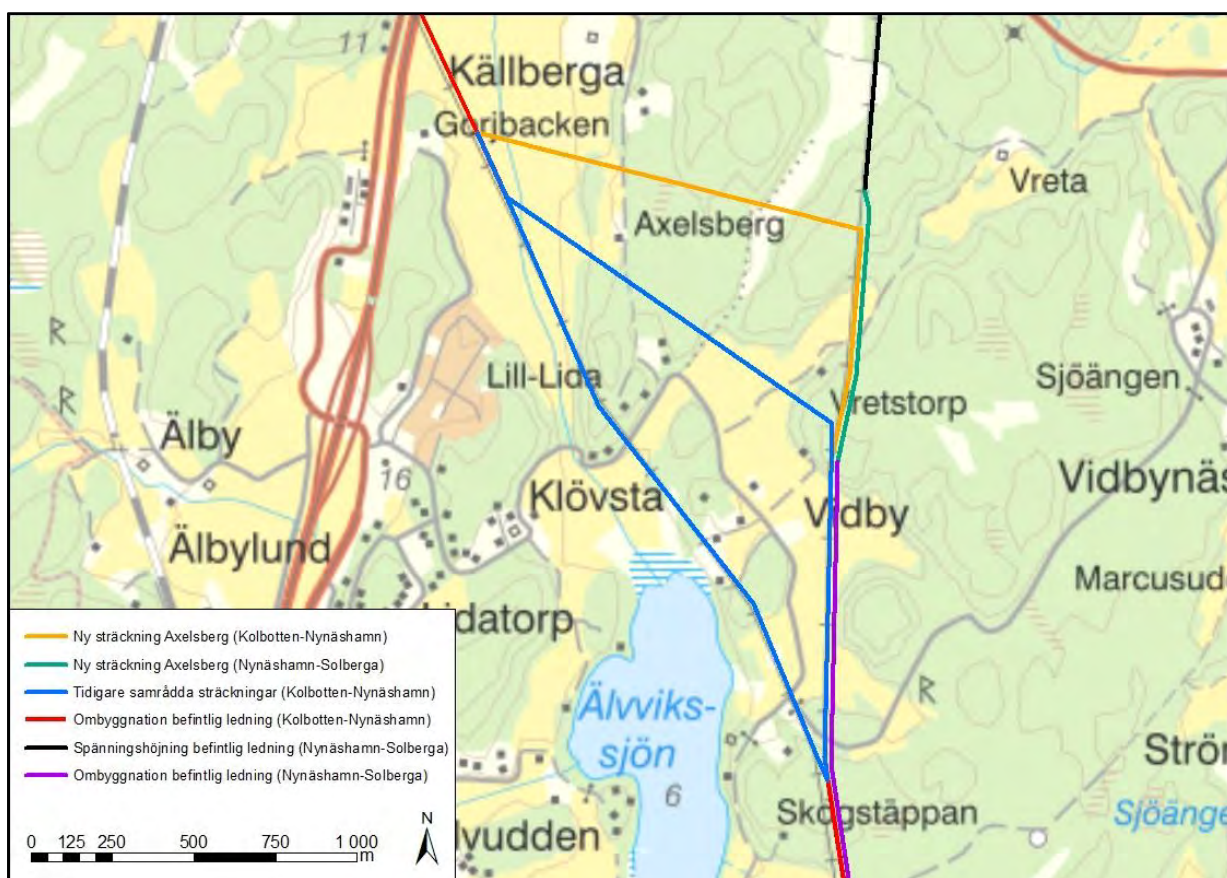 11
Källberga
Goribacken
Vreta
Axelsberg
R
R
Lill-Lida
Sjöängen
Vretstorp
Älby
16
Klövsta
Vidby
Vidbynäs
Älbylund
Marcusud
datorp
R
Älvviks-
sjön
6
Strör
Skogstäppan
Sjöänge
lvudden
Ny sträckning Axelsberg (Kolbotten-Nynäshamn)
Ny sträckning Axelsberg (Nynäshamn-Solberga)
Tidigare samrådda sträckningar (Kolbotten-Nynäshamn)
Ombyggnation befintlig ledning (Kolbotten-Nynäshamn)
Spänningshöjning befintlig ledning (Nynäshamn-Solberga)
Ombyggnation befintlig ledning (Nynäshamn-Solberga)
0 125 250 500 750 1 000
m
N